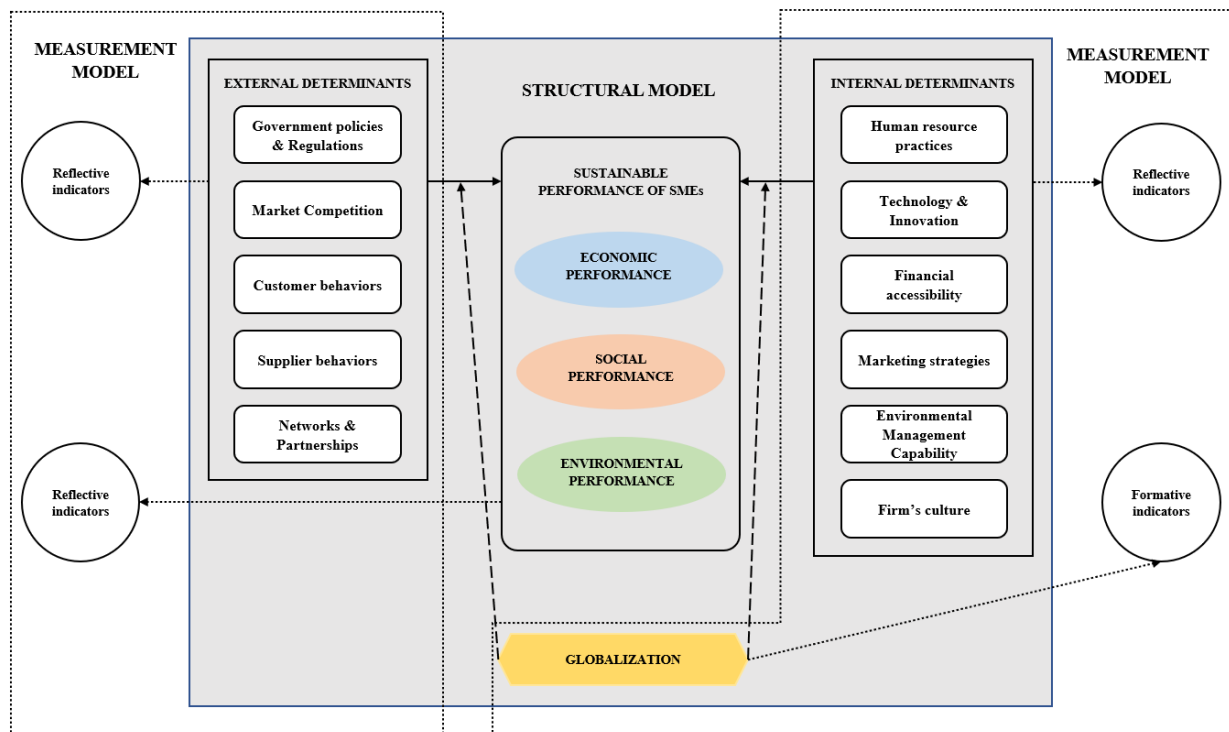 MEASUREMENT
MODEL
Reflective
indicators
Reflective
indicators
EXTERNAL DETERMINANTS
Government policies
& Regulations
Market Competition
Customer behaviors
Supplier behaviors
Networks &
Partnerships
STRUCTURAL MODEL
SUSTAINABLE
PERFORMANCE OF SMEs
ECONOMIC
PERFORMANCE
SOCIAL
PERFORMANCE
ENVIRONMENTAL
PERFORMANCE
GLOBALIZATION
INTERNAL DETERMINANTS
Human resource
practices
Technology &
Innovation
Financial
accessibility
Marketing strategies
Environmental
Management
Capability
Firm's culture
MEASUREMENT
MODEL
Reflective
indicators
Formative
indicators